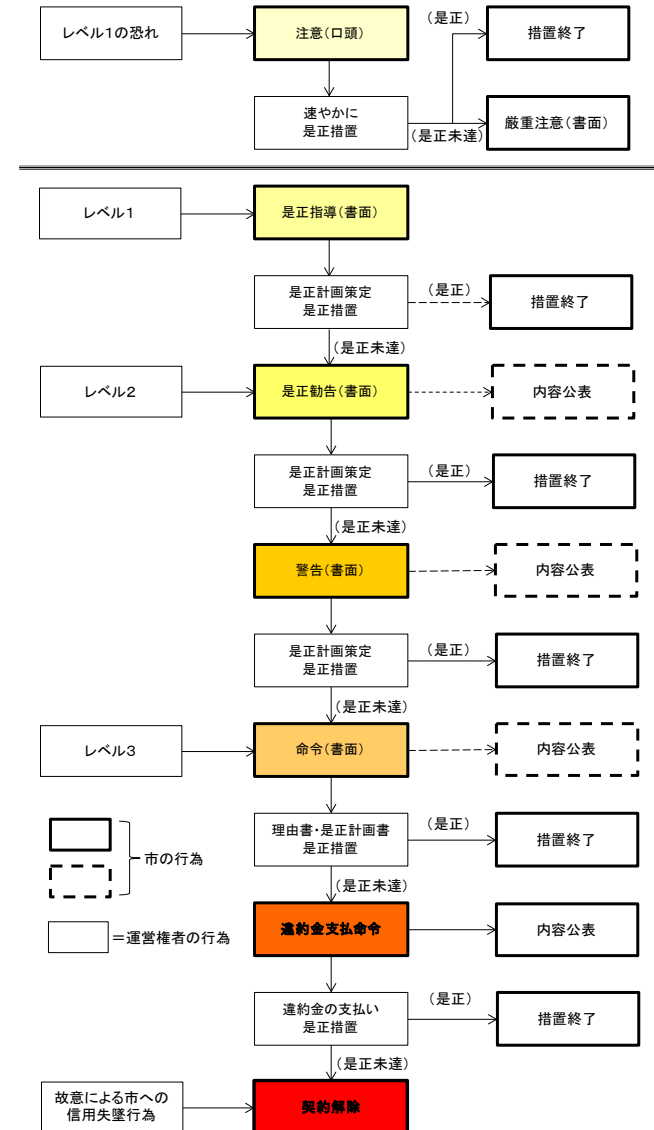 レベル1の恐れ
注意(口頭)
(是正)
措置終了
速やかに
是正措置
(是正未達)
厳重注意(書面)
レベル1
是正指導(書面)
是正計画策定
是正措置
(是正)
措置終了
(是正未達)
レベル2
是正勧告(書面)
内容公表
是正計画策定
是正措置
(是正)
措置終了
(是正未達)
警告(書面)
内容公表
是正計画策定
是正措置
(是正)
措置終了
(是正未達)
レベル3
命令(書面)
内容公表
理由書・是正計画書
是正措置
(是正)
措置終了
市の行為
(是正未達)
違約金支払命令
内容公表
=運営権者の行為
違約金の支払い
是正措置
(是正)
措置終了
(是正未達)
故意による市への
信用失墜行為
契約解除